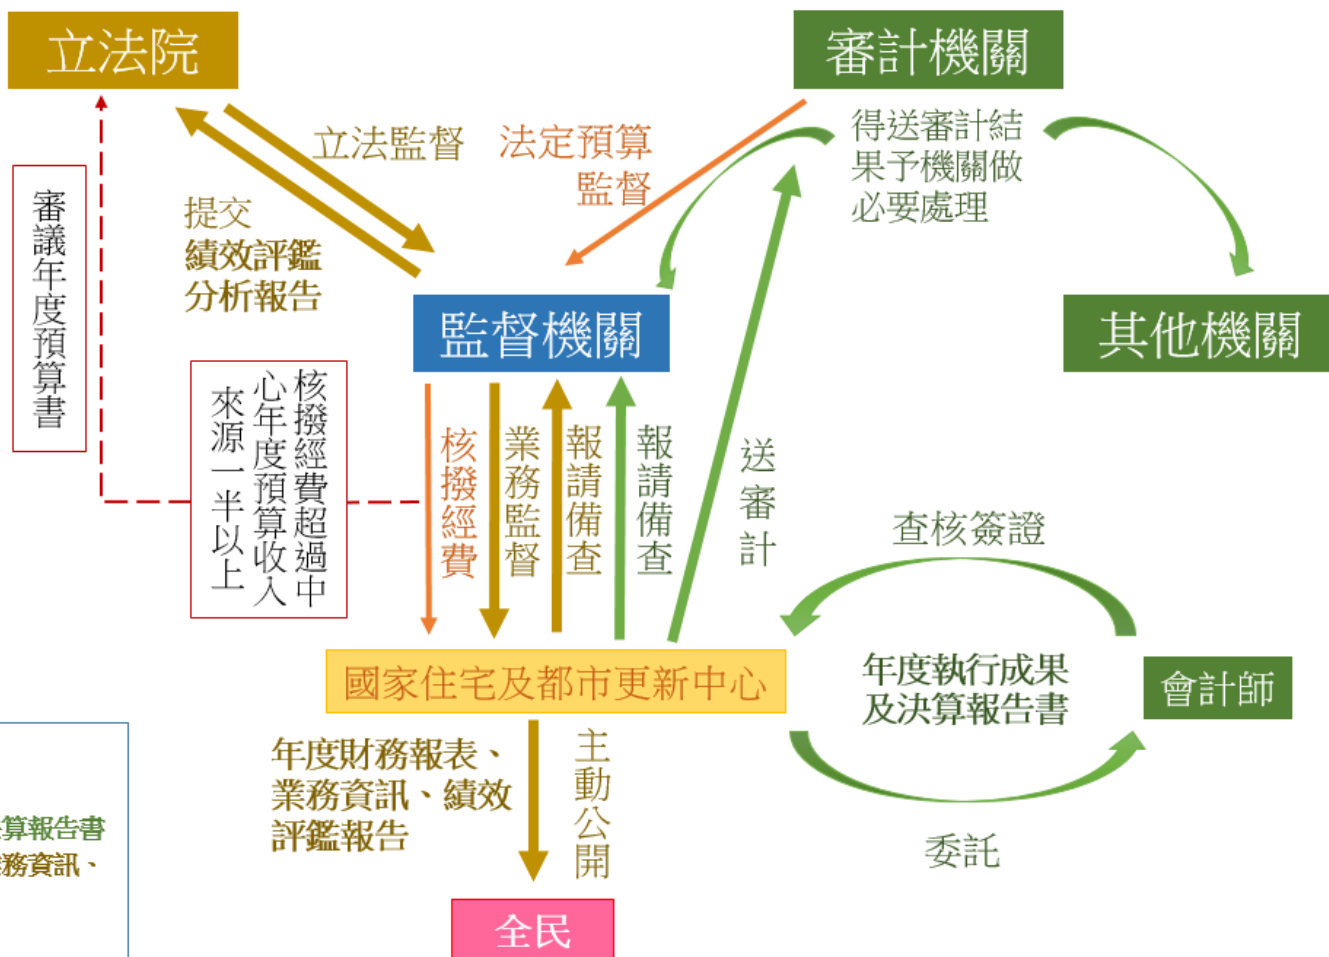 立法院
審計機關
立法監督
法定預算
監督
得送審計結
果予機關做
必要處理
提交
績效評鑑
分析報告
審議年度預算書
監督機關
其他機關
核撥經費超過中
心年度預算收入
來源一半以上
核撥經費
業務監督
報請備查
報請備查
送審計
查核簽證
年度執行成果
及決算報告書
會計師
委託
國家住宅及都市更新中心
年度財務報表、
業務資訊、績效
評鑑報告
主動公開
全民
算報告書
務資訊、